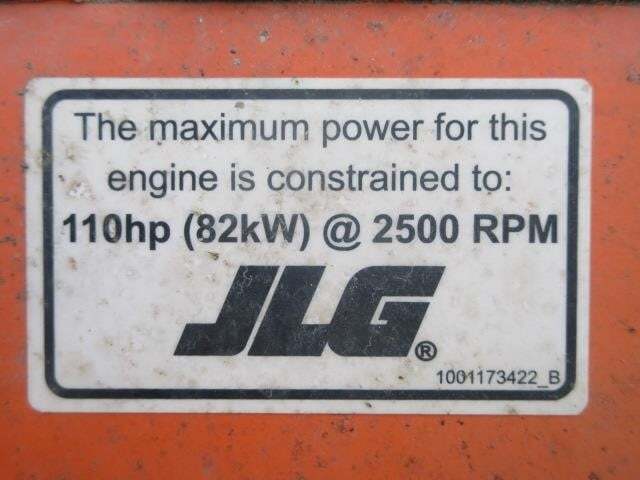 The maximum power for this
engine is constrained to:
110hp (82kW) @ 2500 RPM
JLG®
1001173422_B